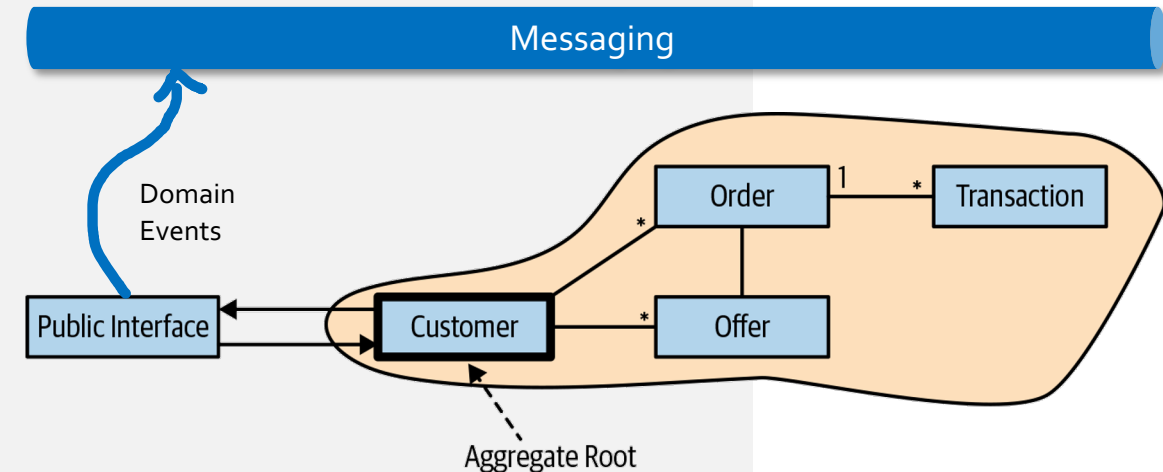 Messaging
Domain
Events
Order
1
*
Transaction
*
Public Interface
Customer
*
Offer
Aggregate Root